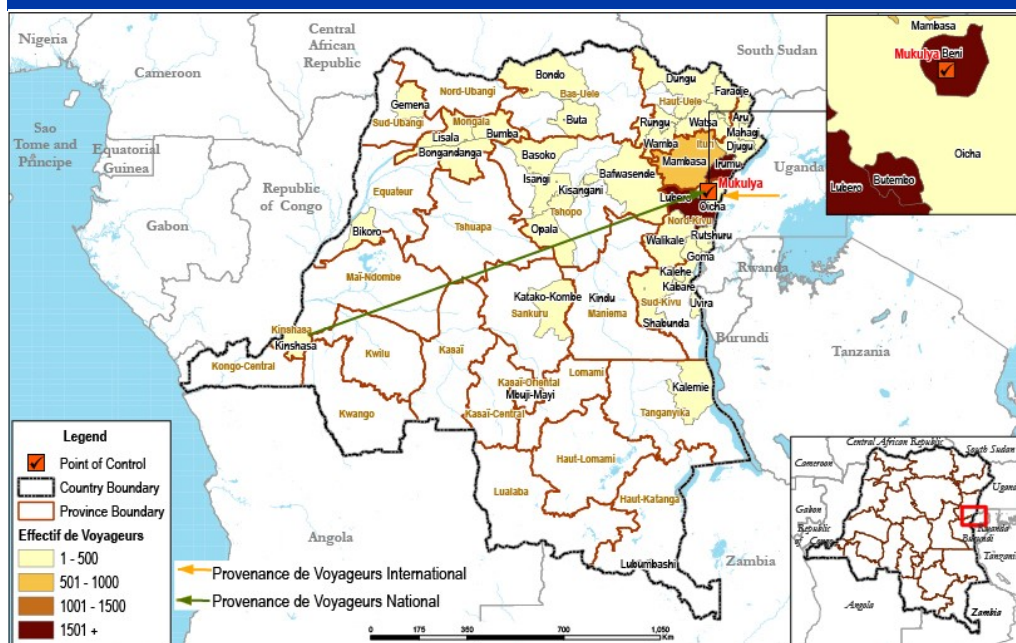 Nigeria
Cameroon
Central
African
Republic
South Sudan
Sao
Tome and
Principe
Equatorial
Guinea
Gabon
Republic
of Congo
Angola
Zambia
Tanzania
Burundi
Rwanda
Uganda
Nord-Ubangi
Gemena
Sud-Ubangi
Mongala
Lisala
Bumba
Bongandanga
Bondo
Bas-Uele
Buta
Dungu
Faradje
Haut-Uele
Rungu
Watsa
Aru
Mahagi
Wamba
Ituri
Djugu
Mambasa
Irumu
Mukulya
Basoko
Isangi
Bafwasende
Kisangani
Tshopo
Opala
Lubero
Oicha
Nord-Kivu
Rutshuru
Walikale
Goma
Kalehe
Kabare
Sud-Kivu
Uvira
Shabunda
Equateur
Bikoro
Tshuapa
Maï-Ndombe
Katako-Kombe
Sankuru
Kindu
Maniema
Kinshasa
Kinshasa
Kongo-Central
Kwilu
Kasaï
Kwango
Kasaï-Oriental
Mbuji-Mayi
Kasaï-Central
Lomami
Kalemie
Tanganyika
Haut-Lomami
Lualaba
Haut-Katanga
Lubumbashi
Mambasa
Mukulya
Beni
Oicha
Lubero
Butembo
Legend
Point of Control
Country Boundary
Province Boundary
Effectif de Voyageurs
1 - 500
501 - 1000
1001 - 1500
1501 +
Provenance de Voyageurs International
Provenance de Voyageurs National
0 175 350 700 1,050
Km
Central African Republic
South Sudan
Cameroon
Gabon
Republic
Uganda
Rwanda
Burundi
Tanzani
Angola
Zambia